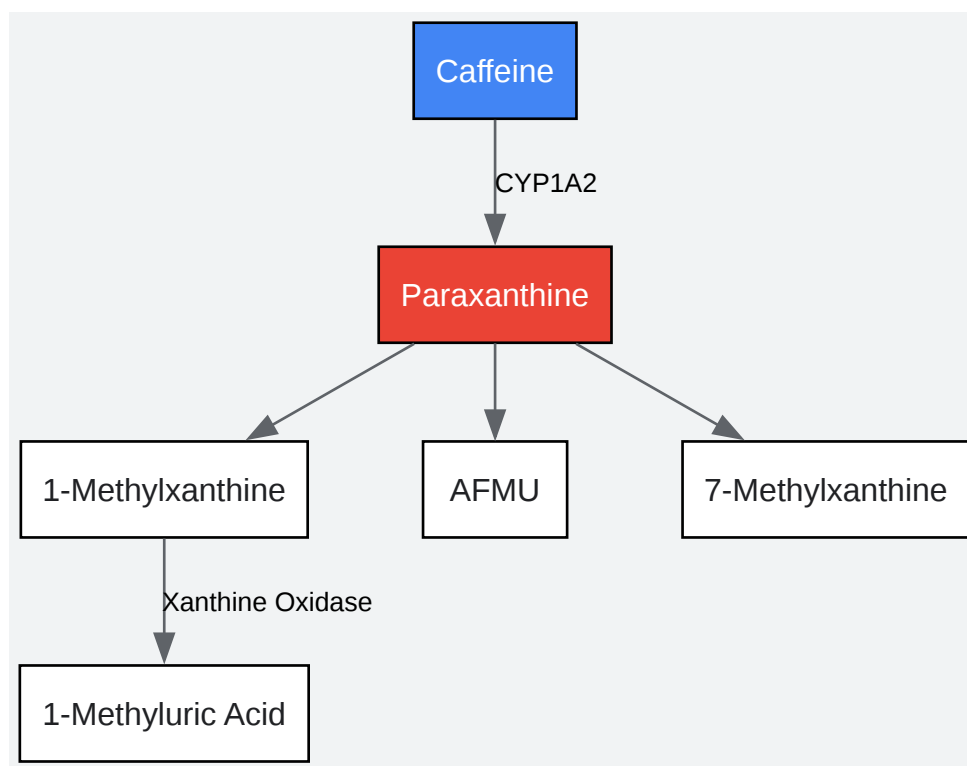 Caffeine
CYP1A2
Paraxanthine
1-Methylxanthine
AFMU
7-Methylxanthine
Xanthine Oxidase
1-Methyluric Acid